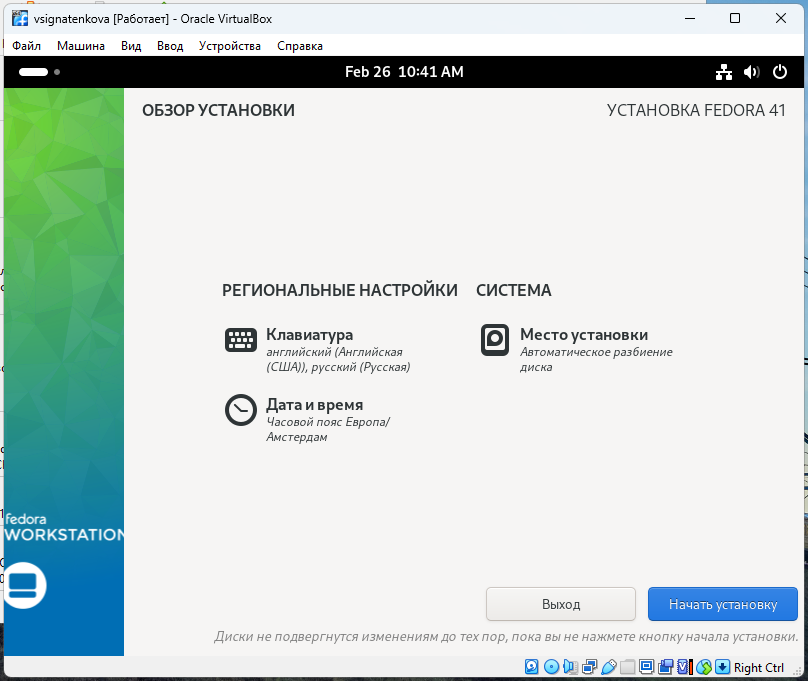 vsignatenkova [Работает] - Oracle VirtualBox
Файл Машина Вид Ввод Устройства Справка
Feb 26 10:41 AM
ОБЗОР УСТАНОВКИ
УСТАНОВКА FEDORA 41
РЕГИОНАЛЬНЫЕ НАСТРОЙКИ
Клавиатура
английский (Английская
(США)), русский (Русская)
Дата и время
Часовой пояс Европа/
Амстердам
СИСТЕМА
Место установки
Автоматическое разбиение
диска
fedora
WORKSTATION
Выход
Начать установку
Диски не подвергнутся изменениям до тех пор, пока вы не нажмете кнопку начала установки.
Right Ctrl